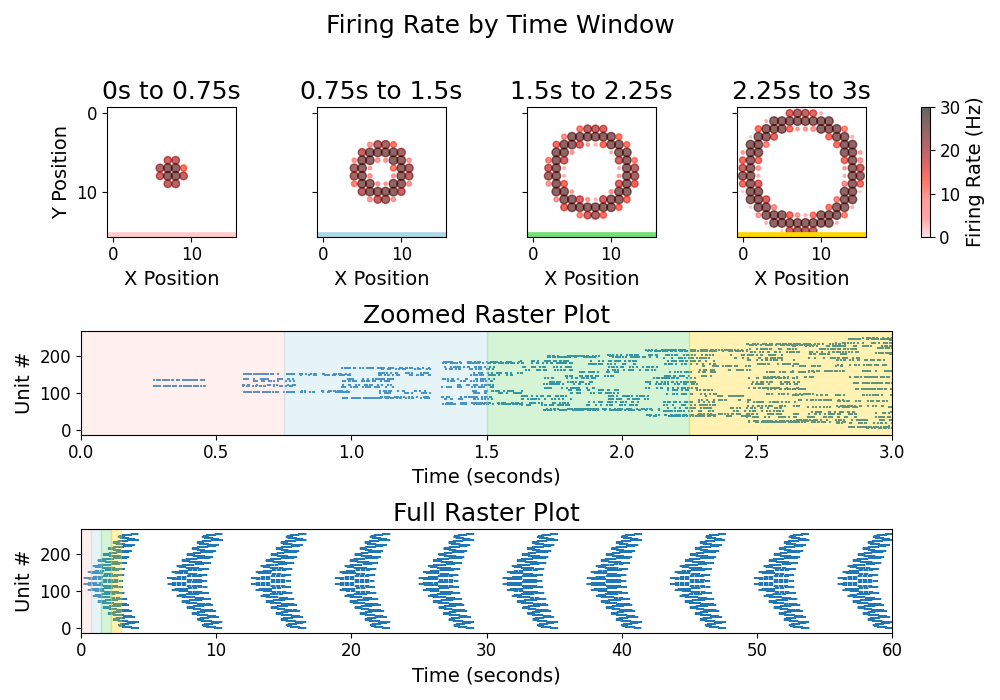 Firing Rate by Time Window
0s to 0.75s
0.75s to 1.5s
1.5s to 2.25s
2.25s to 3s
0
10
Y Position
0 10
0 10
0 10
0 10
X Position
X Position
X Position
X Position
30
20
10
0
Firing Rate (Hz)
Zoomed Raster Plot
200
100
0
Unit #
0.0 0.5 1.0 1.5 2.0 2.5 3.0
Time (seconds)
Full Raster Plot
200
100
0
Unit #
0 10 20 30 40 50 60
Time (seconds)